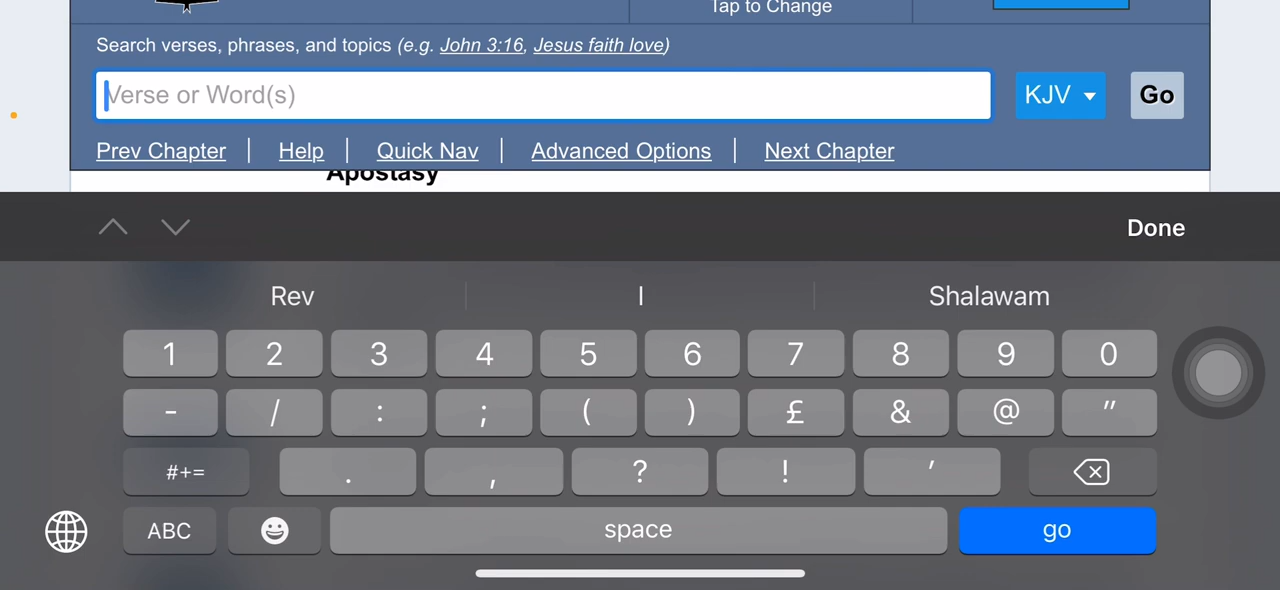 Tap to Change
Search verses, phrases, and topics (e.g. John 3:16, Jesus faith love)
Verse or Word(s)
KJV
Go
Prev Chapter | Help | Quick Nav | Advanced Options | Next Chapter
Apostasy
Done
Rev I Shalawam
1 2 3 4 5 6 7 8 9 0
- / : ; ( ) £ & @ "
#+= . , ? ! '
ABC space go